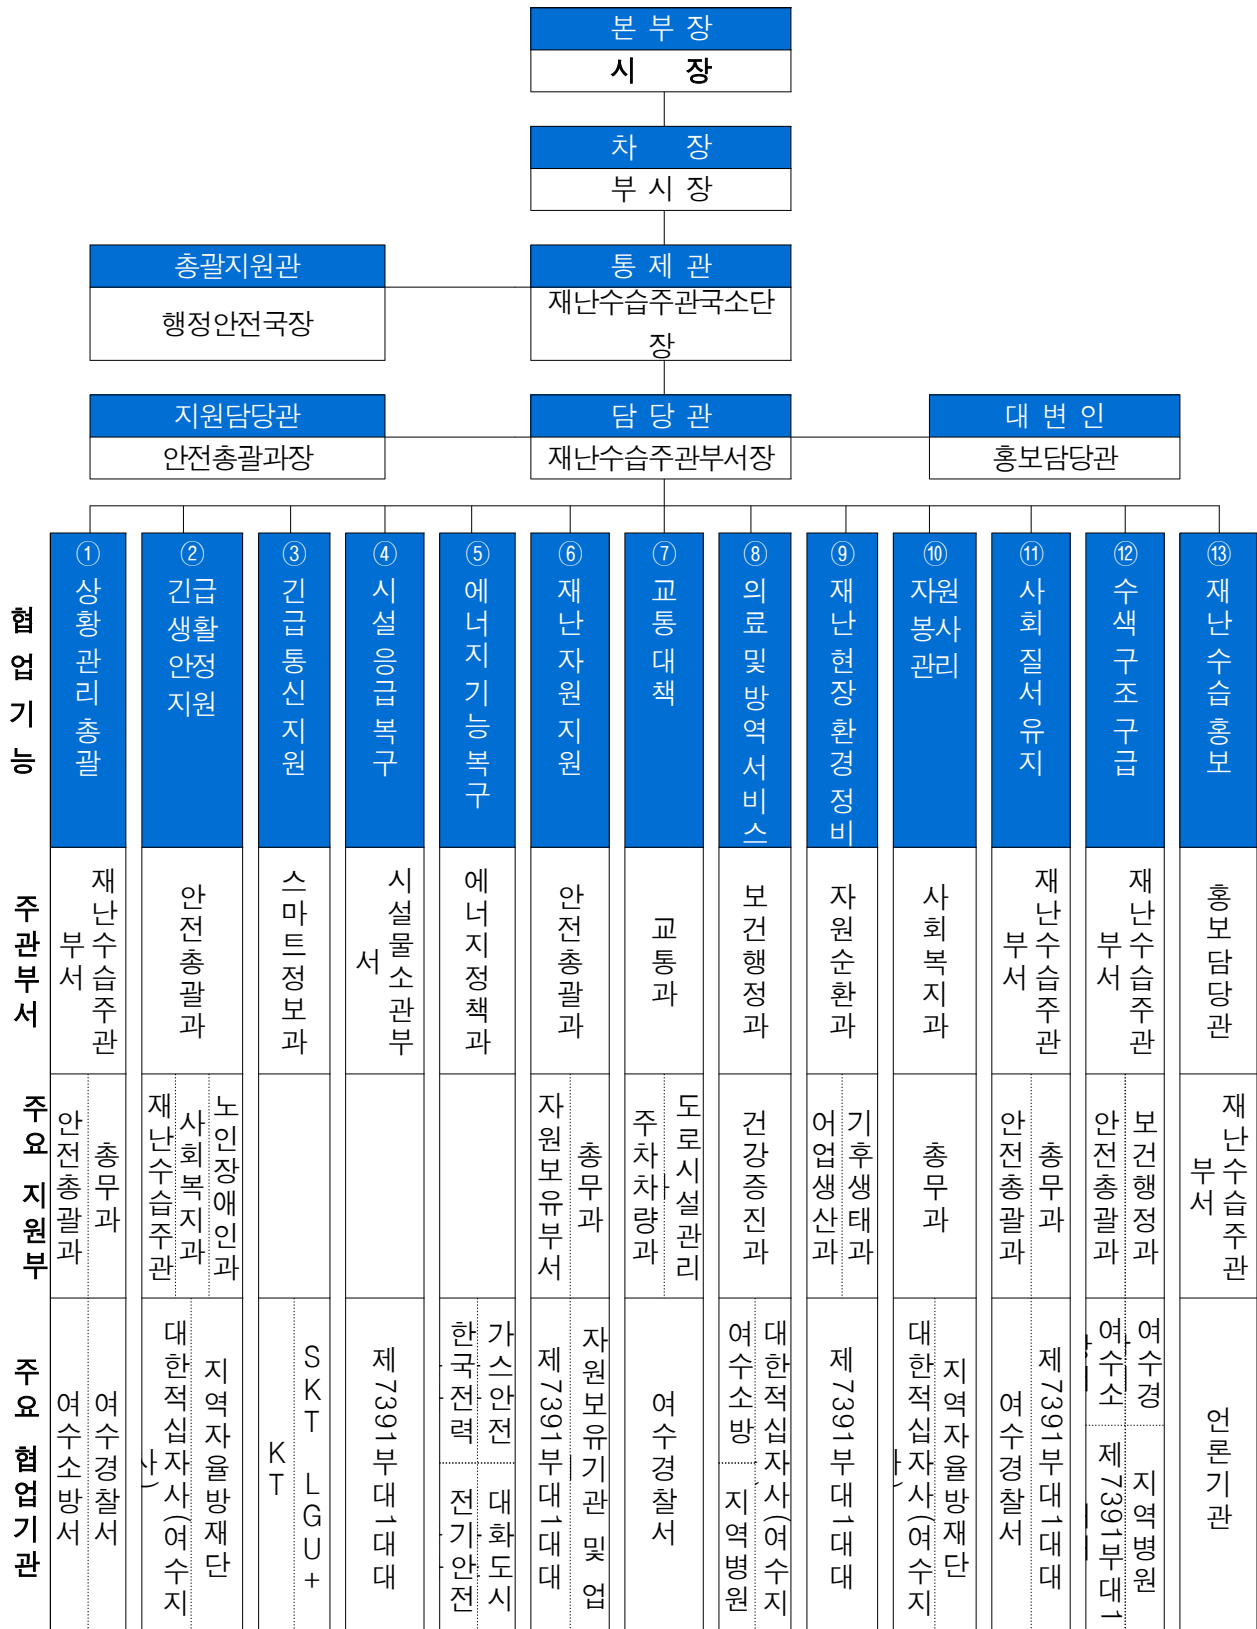 본 부 장
시 장
차 장
부 시 장
총괄지원관
행정안전국장
통 제 관
재난수습주관국소단
장
지원담당관
안전총괄과장
담 당 관
재난수습주관부서장
대 변 인
홍보담당관
협업기능
① 상황관리총괄
② 긴급
생활
안정
지원
③ 긴급통신지원
④ 시설응급복구
⑤ 에너지기능복구
⑥ 재난자원지원
⑦ 교통대책
⑧ 의료및방역서비스
⑨ 재난현장환경정비
⑩ 자원
봉사
관리
⑪ 사회질서유지
⑫ 수색구조구급
⑬ 재난수습홍보
주관부서
재난수습주관
부서
안전총괄과
스마트정보과
시설물소관부
서
에너지정책과
안전총괄과
교통과
보건행정과
자원순환과
사회복지과
재난수습주관
부서
재난수습주관
부서
홍보담당관
주요 지원부
안전총괄과
총무과
재난수습주관
사회복지과
노인장애인과
자원보유부서
총무과
주차차량과
도로시설관리
건강증진과
어업생산과
기후생태과
총무과
안전총괄과
총무과
안전총괄과
보건행정과
재난수습주관
부서
주요 협업기관
여수소방서
여수경찰서
대한적십자사(여수지
지역자율방재단
KT
SKT LGU+
제7391부대1대대
한국전력
가스안전
전기안전
대화도시
제7391부대1대대
자원보유기관 및 업
여수경찰서
여수소방
지역병원
대한적십자사(여수지
제7391부대1대대
대한적십자사(여수지
지역자율방재단
여수경찰서
제7391부대1대대
여수소
여수경
제7391부대1
지역병원
언론기관